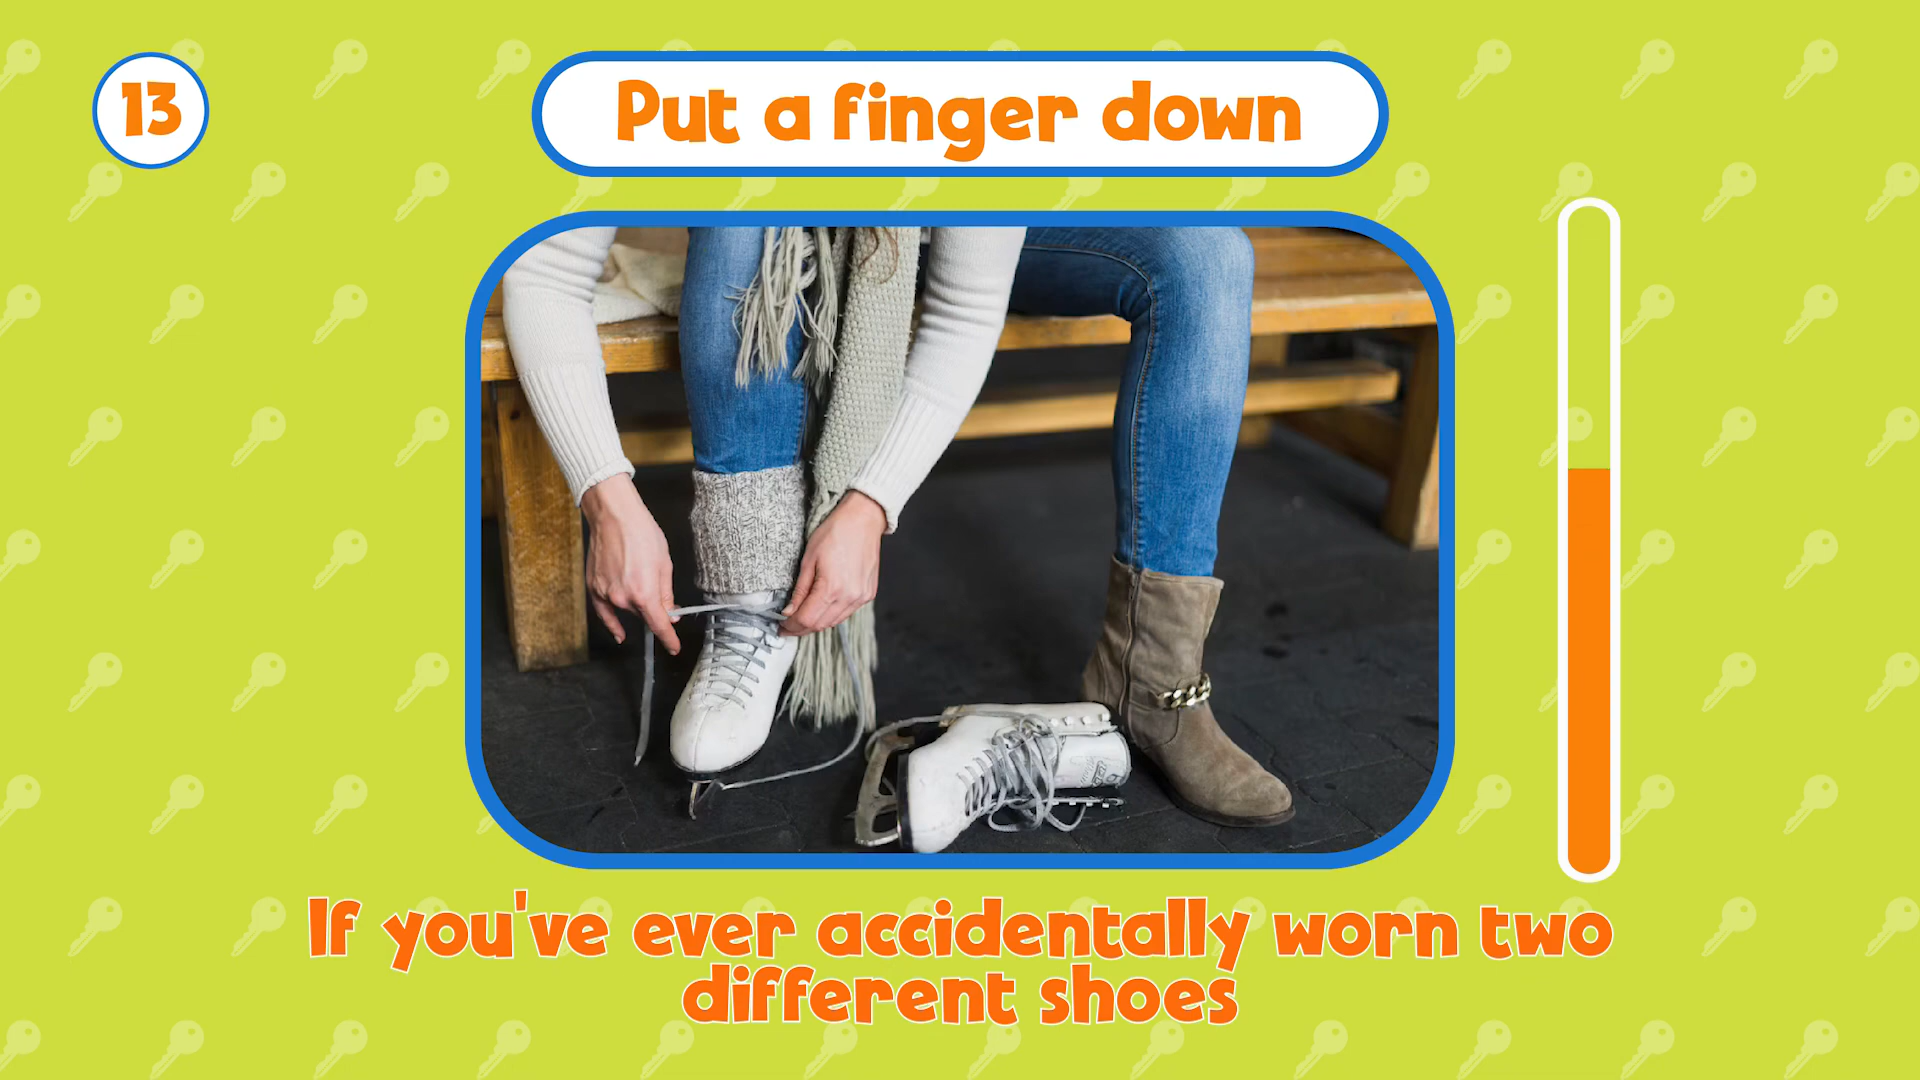 13
Put a finger down
If you've ever accidentally worn two
different shoes